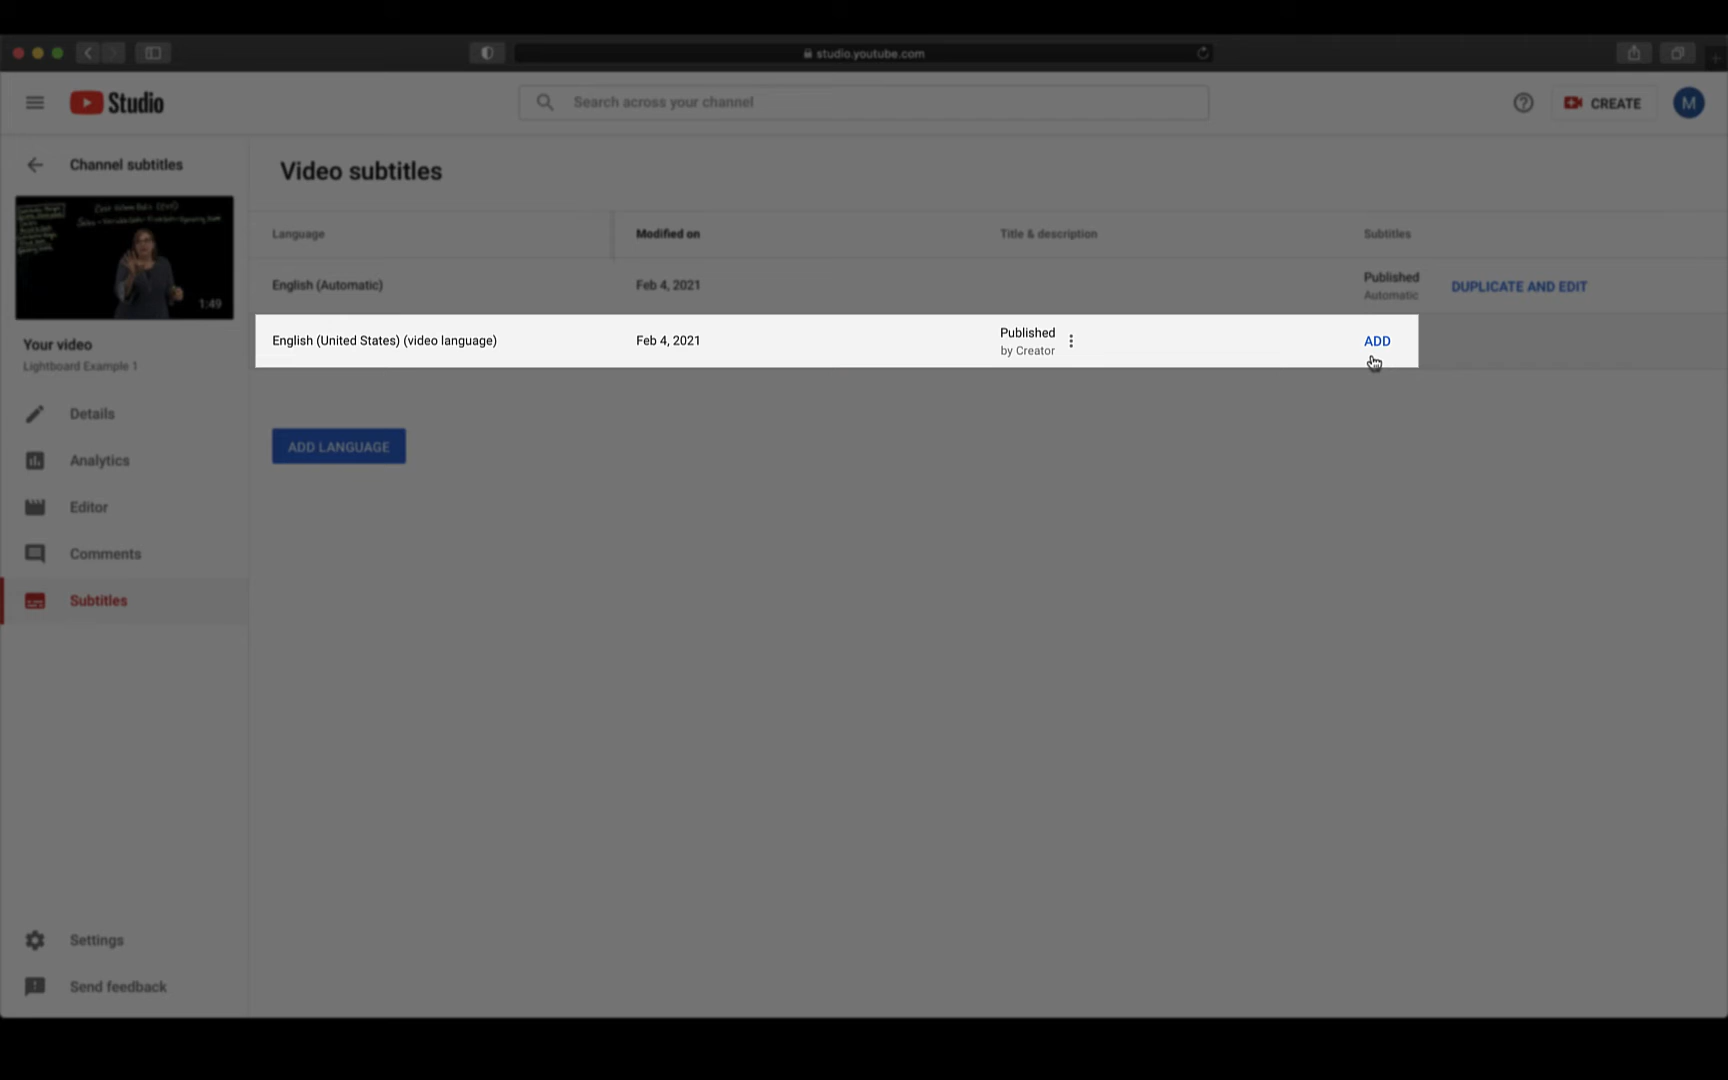 studio.youtube.com
Studio
Search across your channel
CREATE
M
Channel subtitles
1:49
Your video
Lightboard Example 1
Details
Analytics
Editor
Comments
Subtitles
Settings
Send feedback
Video subtitles
Language Modified on Title & description Subtitles
English (Automatic) Feb 4, 2021 Published DUPLICATE AND EDIT
Automatic
English (United States) (video language) Feb 4, 2021 Published ADD
by Creator
ADD LANGUAGE